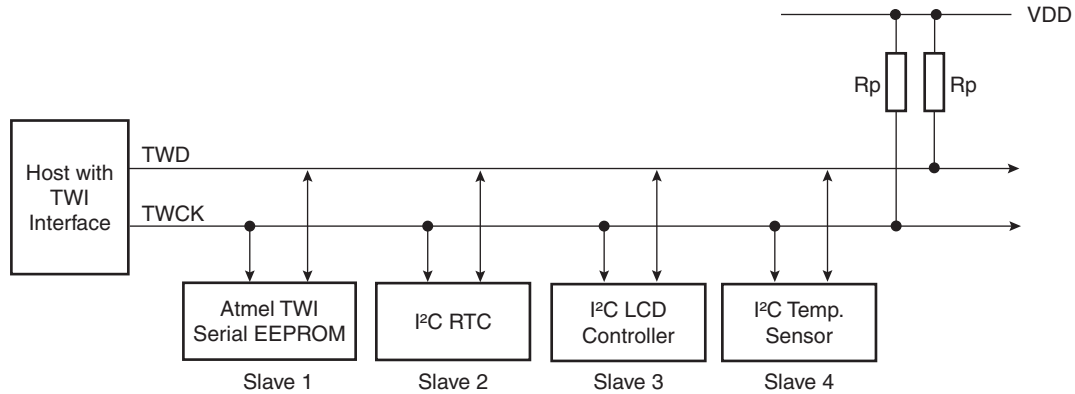 VDD
Rp
Rp
Host with
TWI
Interface
TWD
TWCK
Atmel TWI
Serial EEPROM
I²C RTC
I²C LCD
Controller
I²C Temp.
Sensor
Slave 1
Slave 2
Slave 3
Slave 4